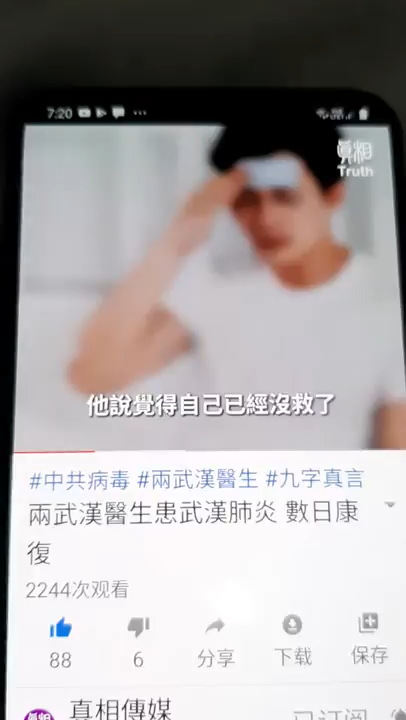 7:20
真相
Truth
他說覺得自己已經沒救了
#中共病毒 #兩武漢醫生 #九字真言
兩武漢醫生患武漢肺炎 數日康
復
2244次观看
88
6
分享
下载
保存
真相傳媒
已订阅